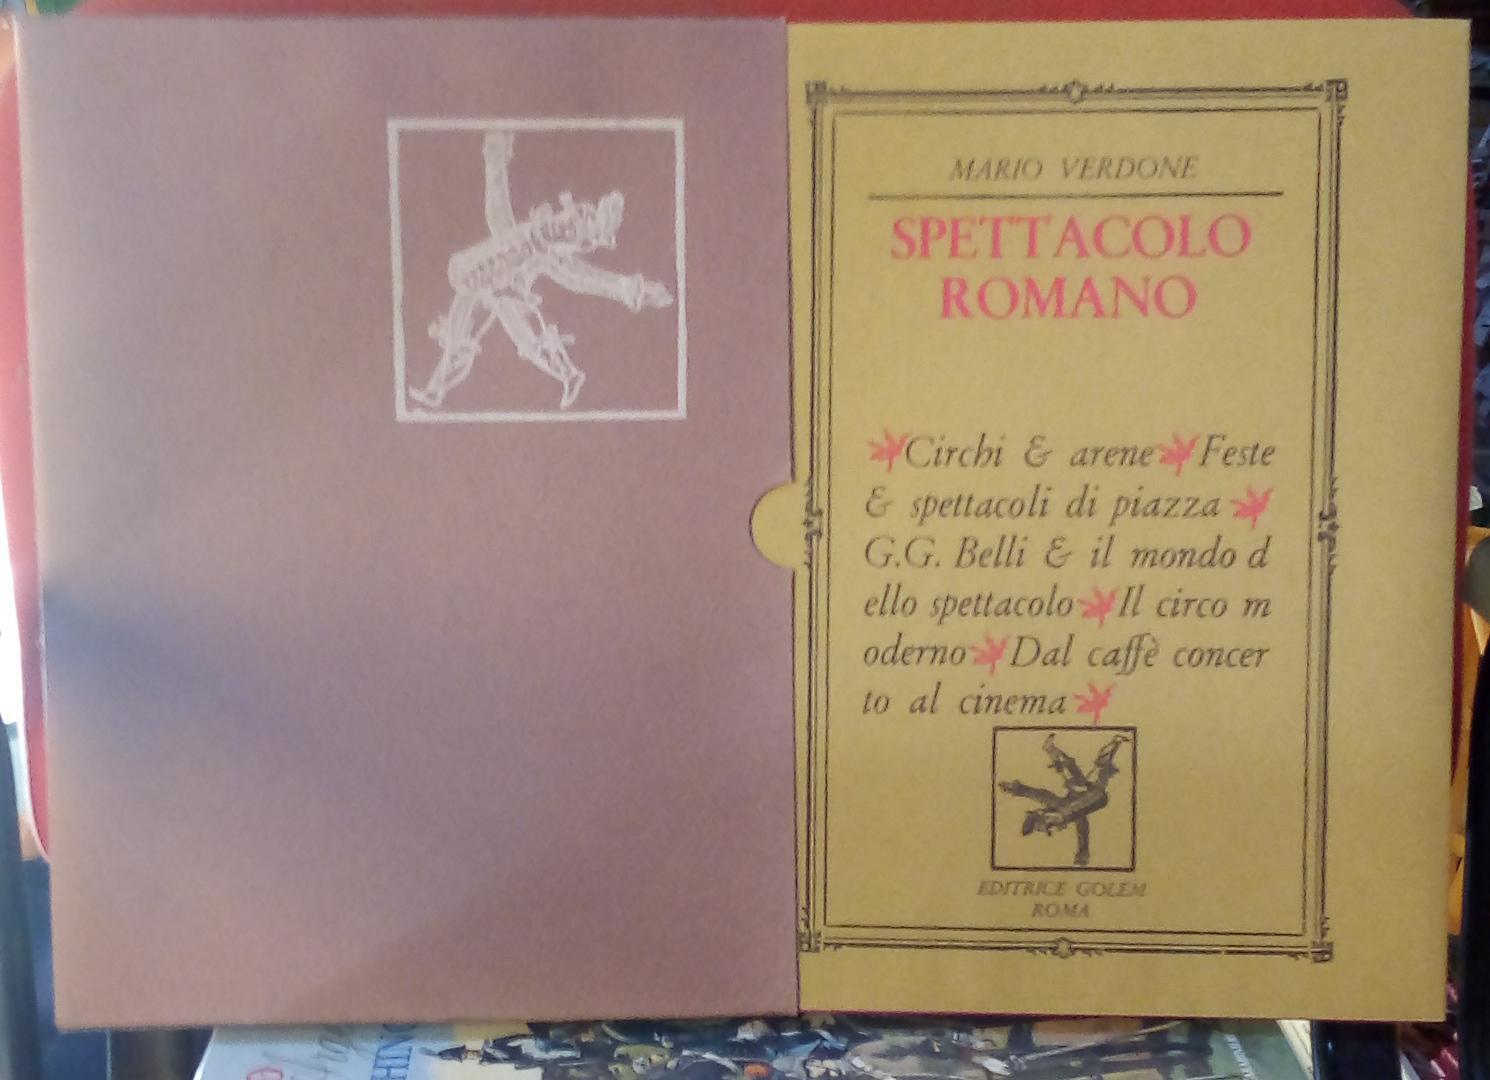 MARIO VERDONE
SPETTACOLO
ROMANO
Circhi & arene Feste
& spettacoli di piazza
G.G. Belli & il mondo d
ello spettacolo Il circo m
oderno Dal caffè concer
to al cinema
EDITRICE GOLEM
ROMA